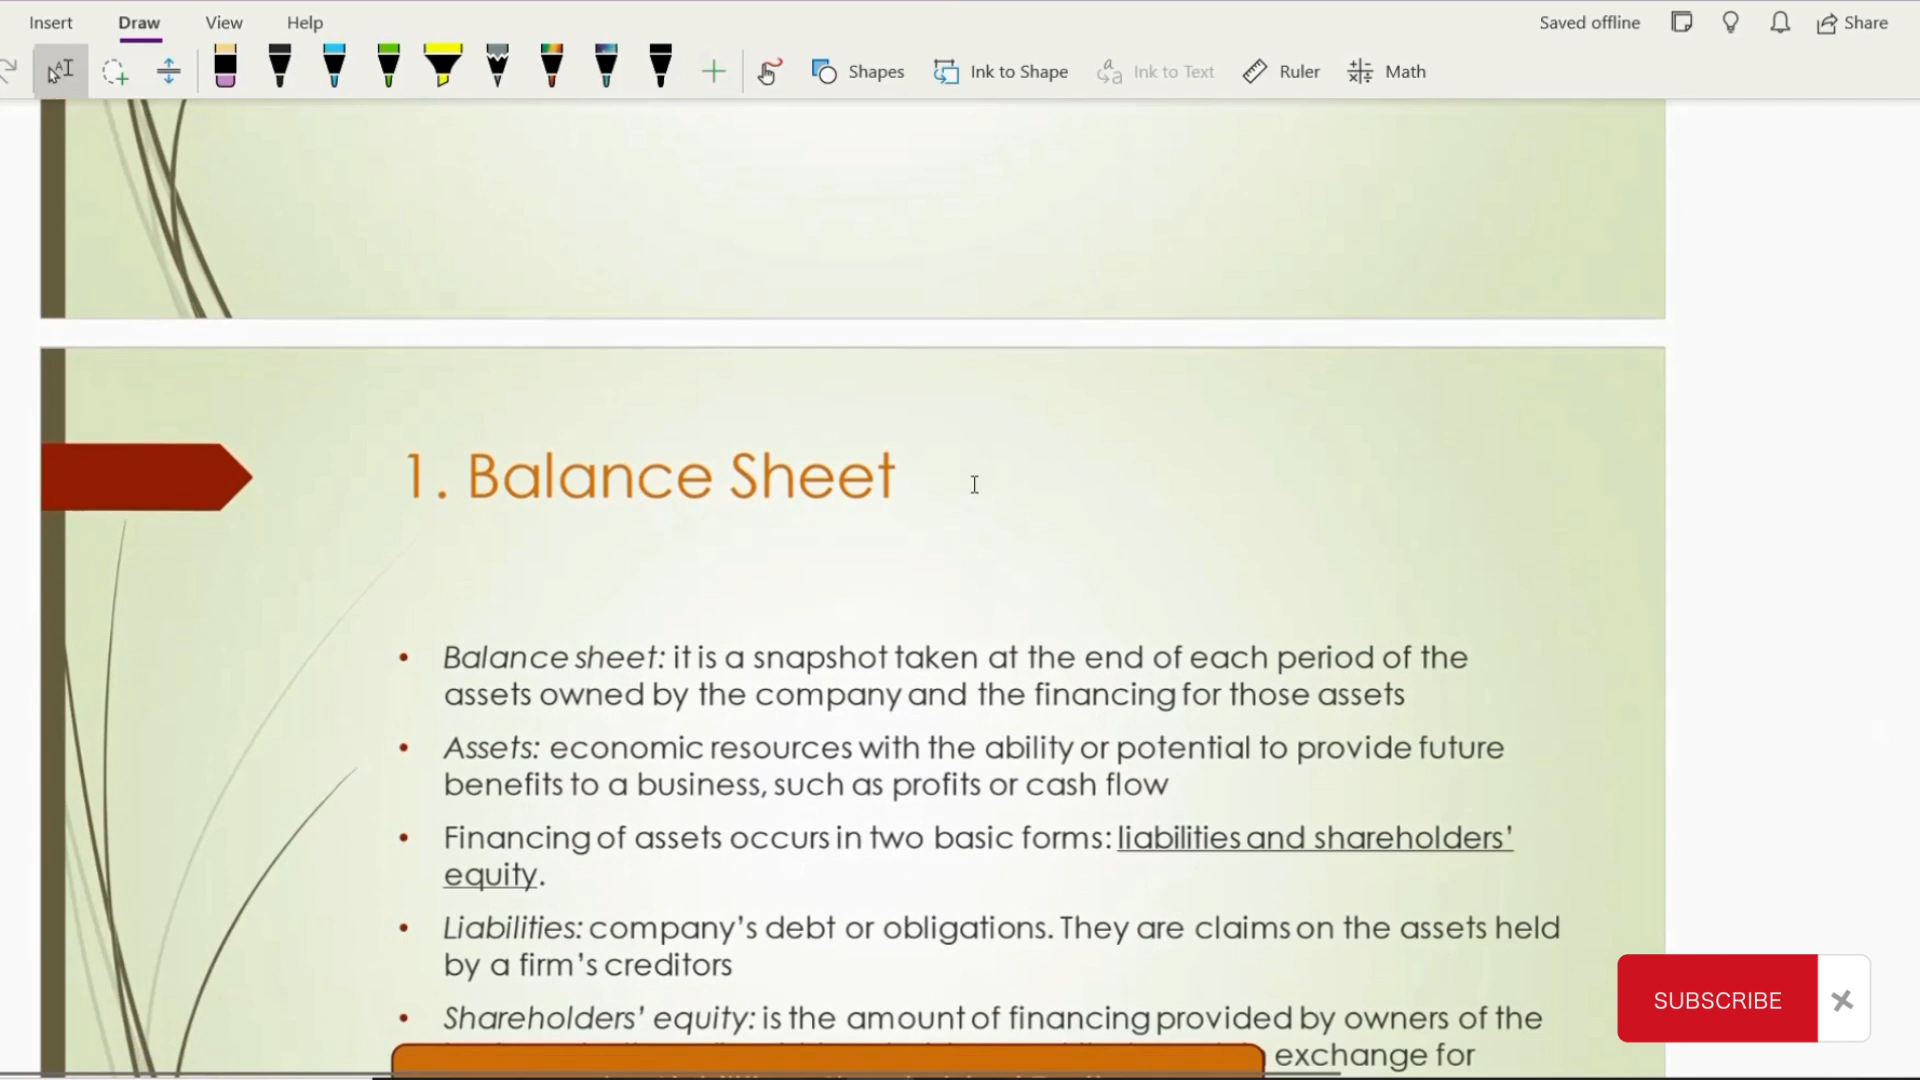 Insert Draw View Help Saved offline Share
Shapes Ink to Shape Ink to Text Ruler Math
1. Balance Sheet
• Balance sheet: it is a snapshot taken at the end of each period of the
assets owned by the company and the financing for those assets
• Assets: economic resources with the ability or potential to provide future
benefits to a business, such as profits or cash flow
• Financing of assets occurs in two basic forms: liabilities and shareholders’
equity.
• Liabilities: company’s debt or obligations. They are claims on the assets held
by a firm’s creditors
• Shareholders’ equity: is the amount of financing provided by owners of the
exchange for
SUBSCRIBE